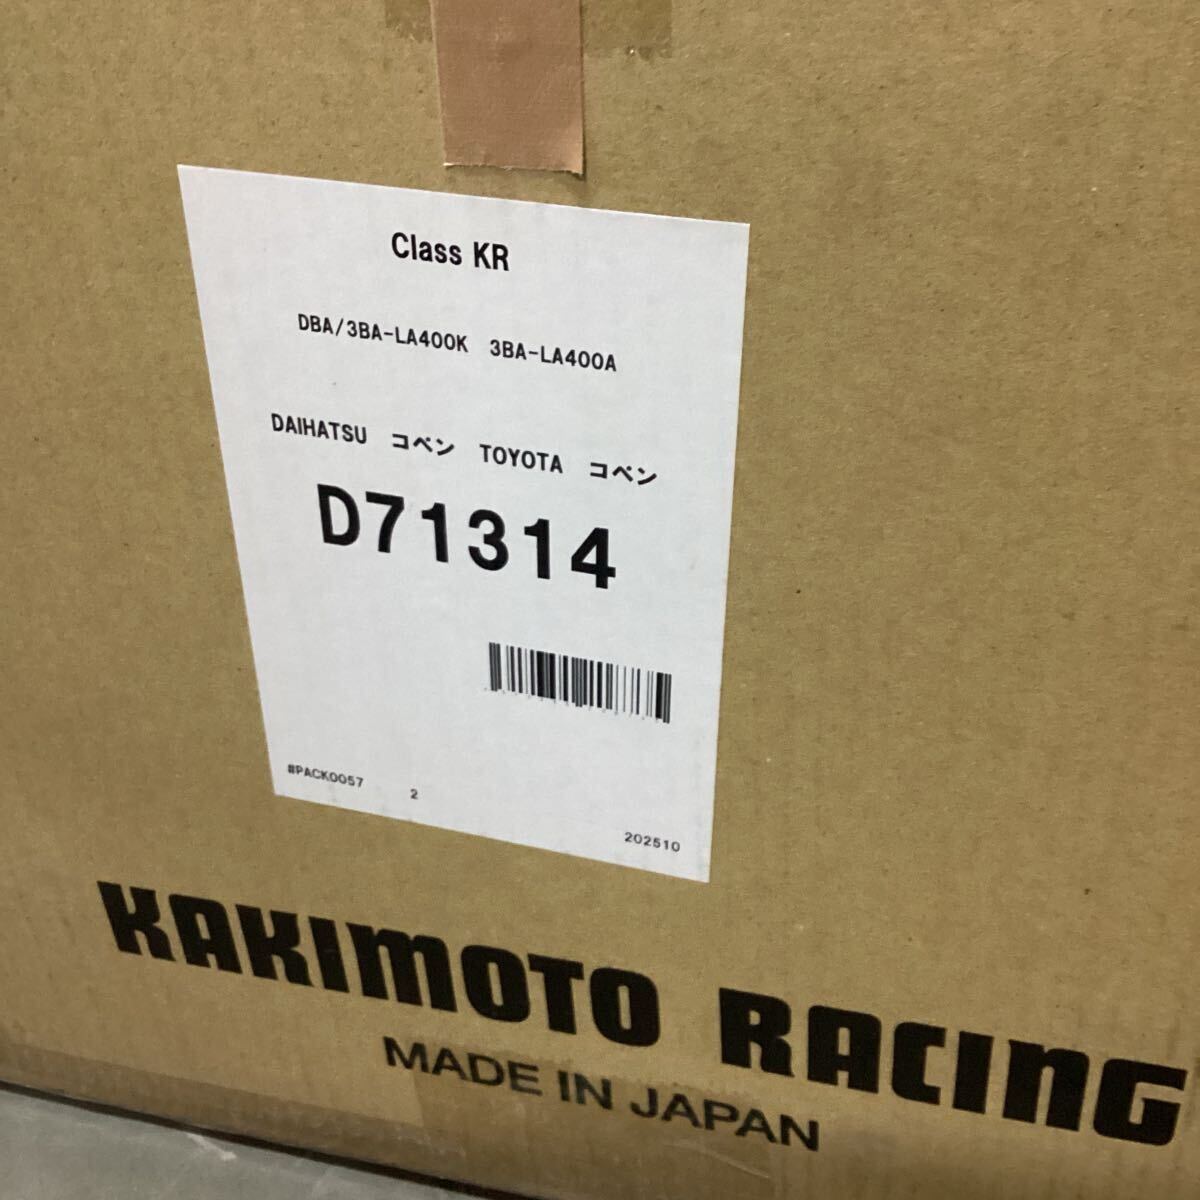 Class KR
DBA/3BA-LA400K 3BA-LA400A
DAIHATSU コペン TOYOTA コペン
D71314
#PACK0057 2
202510
KAKIMOTO RACING
MADE IN JAPAN